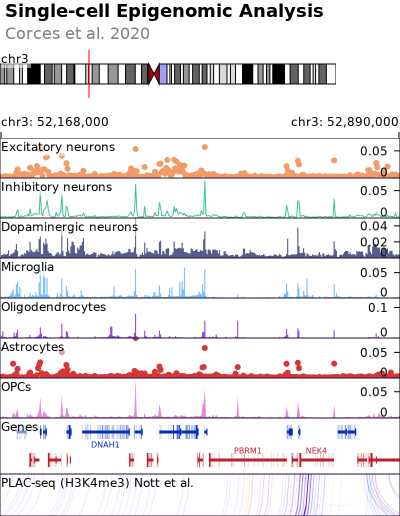 Single-cell Epigenomic Analysis
Corces et al. 2020
chr3
chr3: 52,168,000 chr3: 52,890,000
Excitatory neurons 0.05
0
Inhibitory neurons 0.05
0
Dopaminergic neurons 0.04
0.02
0
Microglia 0.05
0
Oligodendrocytes 0.1
0
Astrocytes 0.05
0
OPCs 0.05
0
Genes
DNAH1
PBRM1 NEK4
PLAC-seq (H3K4me3) Nott et al.